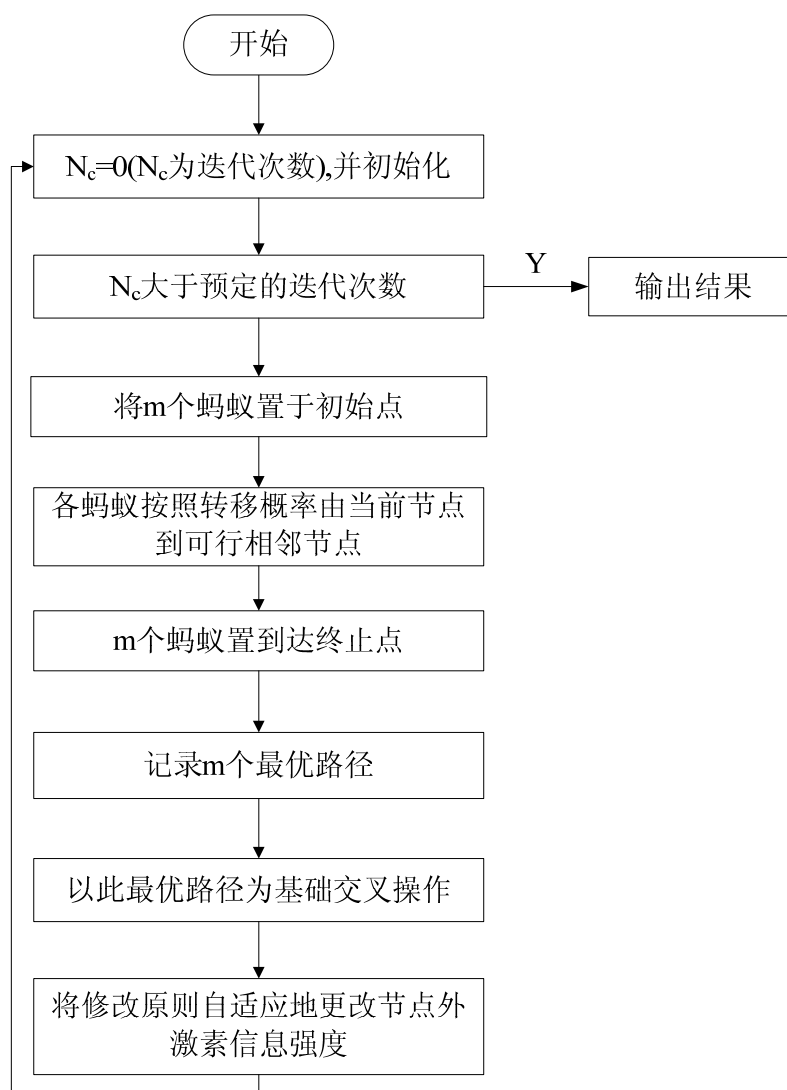 开始
Nc=0(Nc为迭代次数),并初始化
Nc大于预定的迭代次数
Y
输出结果
将m个蚂蚁置于初始点
各蚂蚁按照转移概率由当前节点
到可行相邻节点
m个蚂蚁置到达终止点
记录m个最优路径
以此最优路径为基础交叉操作
将修改原则自适应地更改节点外
激素信息强度